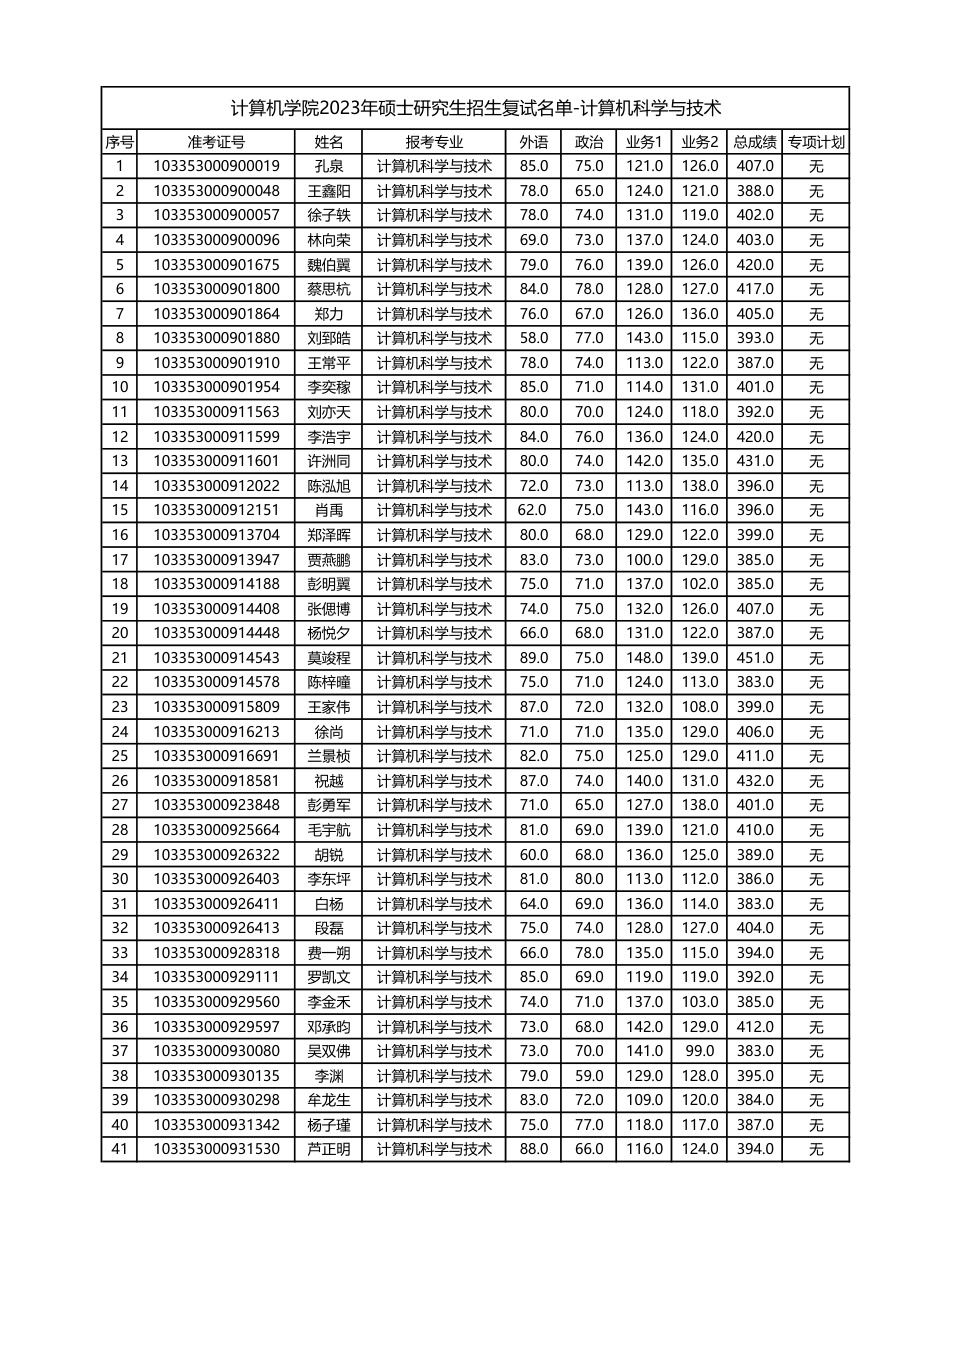 计算机学院2023年硕士研究生招生复试名单-计算机科学与技术
序号 准考证号 姓名 报考专业 外语 政治 业务1 业务2 总成绩 专项计划
1 103353000900019 孔泉 计算机科学与技术 85.0 75.0 121.0 126.0 407.0 无
2 103353000900048 王鑫阳 计算机科学与技术 78.0 65.0 124.0 121.0 388.0 无
3 103353000900057 徐子轶 计算机科学与技术 78.0 74.0 131.0 119.0 402.0 无
4 103353000900096 林向荣 计算机科学与技术 69.0 73.0 137.0 124.0 403.0 无
5 103353000901675 魏伯翼 计算机科学与技术 79.0 76.0 139.0 126.0 420.0 无
6 103353000901800 蔡思杭 计算机科学与技术 84.0 78.0 128.0 127.0 417.0 无
7 103353000901864 郑力 计算机科学与技术 76.0 67.0 126.0 136.0 405.0 无
8 103353000901880 刘郅皓 计算机科学与技术 58.0 77.0 143.0 115.0 393.0 无
9 103353000901910 王常平 计算机科学与技术 78.0 74.0 113.0 122.0 387.0 无
10 103353000901954 李奕稼 计算机科学与技术 85.0 71.0 114.0 131.0 401.0 无
11 103353000911563 刘亦天 计算机科学与技术 80.0 70.0 124.0 118.0 392.0 无
12 103353000911599 李浩宇 计算机科学与技术 84.0 76.0 136.0 124.0 420.0 无
13 103353000911601 许洲同 计算机科学与技术 80.0 74.0 142.0 135.0 431.0 无
14 103353000912022 陈泓旭 计算机科学与技术 72.0 73.0 113.0 138.0 396.0 无
15 103353000912151 肖禹 计算机科学与技术 62.0 75.0 143.0 116.0 396.0 无
16 103353000913704 郑泽晖 计算机科学与技术 80.0 68.0 129.0 122.0 399.0 无
17 103353000913947 贾燕鹏 计算机科学与技术 83.0 73.0 100.0 129.0 385.0 无
18 103353000914188 彭明翼 计算机科学与技术 75.0 71.0 137.0 102.0 385.0 无
19 103353000914408 张偲博 计算机科学与技术 74.0 75.0 132.0 126.0 407.0 无
20 103353000914448 杨悦夕 计算机科学与技术 66.0 68.0 131.0 122.0 387.0 无
21 103353000914543 莫竣程 计算机科学与技术 89.0 75.0 148.0 139.0 451.0 无
22 103353000914578 陈梓瞳 计算机科学与技术 75.0 71.0 124.0 113.0 383.0 无
23 103353000915809 王家伟 计算机科学与技术 87.0 72.0 132.0 108.0 399.0 无
24 103353000916213 徐尚 计算机科学与技术 71.0 71.0 135.0 129.0 406.0 无
25 103353000916691 兰景桢 计算机科学与技术 82.0 75.0 125.0 129.0 411.0 无
26 103353000918581 祝越 计算机科学与技术 87.0 74.0 140.0 131.0 432.0 无
27 103353000923848 彭勇军 计算机科学与技术 71.0 65.0 127.0 138.0 401.0 无
28 103353000925664 毛宇航 计算机科学与技术 81.0 69.0 139.0 121.0 410.0 无
29 103353000926322 胡锐 计算机科学与技术 60.0 68.0 136.0 125.0 389.0 无
30 103353000926403 李东坪 计算机科学与技术 81.0 80.0 113.0 112.0 386.0 无
31 103353000926411 白杨 计算机科学与技术 64.0 69.0 136.0 114.0 383.0 无
32 103353000926413 段磊 计算机科学与技术 75.0 74.0 128.0 127.0 404.0 无
33 103353000928318 费一朔 计算机科学与技术 66.0 78.0 135.0 115.0 394.0 无
34 103353000929111 罗凯文 计算机科学与技术 85.0 69.0 119.0 119.0 392.0 无
35 103353000929560 李金禾 计算机科学与技术 74.0 71.0 137.0 103.0 385.0 无
36 103353000929597 邓承昀 计算机科学与技术 73.0 68.0 142.0 129.0 412.0 无
37 103353000930080 吴双佛 计算机科学与技术 73.0 70.0 141.0 99.0 383.0 无
38 103353000930135 李渊 计算机科学与技术 79.0 59.0 129.0 128.0 395.0 无
39 103353000930298 牟龙生 计算机科学与技术 83.0 72.0 109.0 120.0 384.0 无
40 103353000931342 杨子瑾 计算机科学与技术 75.0 77.0 118.0 117.0 387.0 无
41 103353000931530 芦正明 计算机科学与技术 88.0 66.0 116.0 124.0 394.0 无